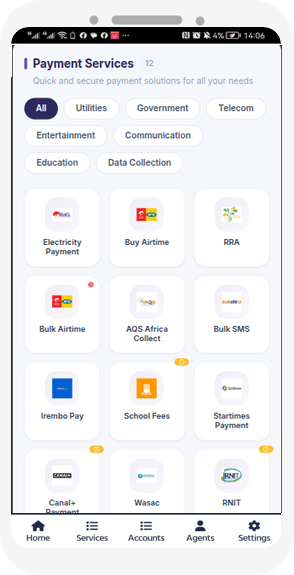 4% 14:06
Payment Services 12
Quick and secure payment solutions for all your needs
All Utilities Government Telecom
Entertainment Communication
Education Data Collection
Electricity
Payment
Buy Airtime
RRA
Bulk Airtime
AQS Africa
Collect
Bulk SMS
Irembo Pay
School Fees
Startimes
Payment
CANAL+
RNIT
Canal+
Payment
Wasac
RNIT
Home Services Accounts Agents Settings